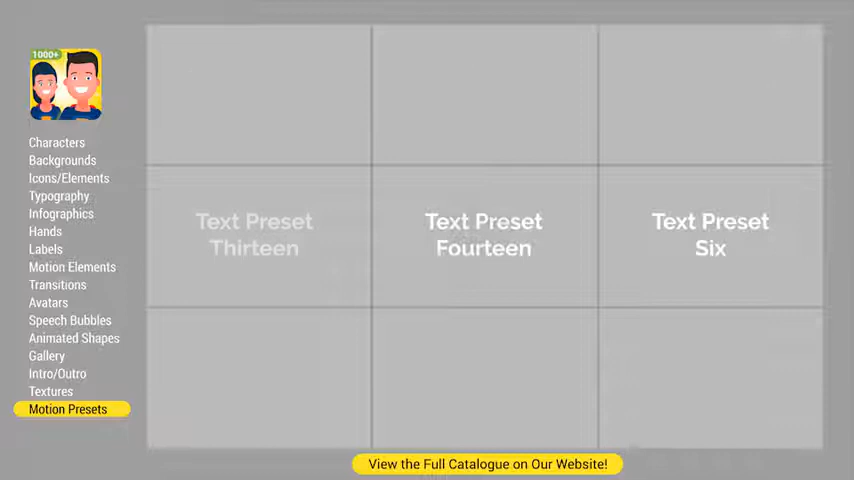 1000+
Characters
Backgrounds
Icons/Elements
Typography
Infographics
Hands
Labels
Motion Elements
Transitions
Avatars
Speech Bubbles
Animated Shapes
Gallery
Intro/Outro
Textures
Motion Presets
Text Preset
Thirteen
Text Preset
Fourteen
Text Preset
Six
View the Full Catalogue on Our Website!